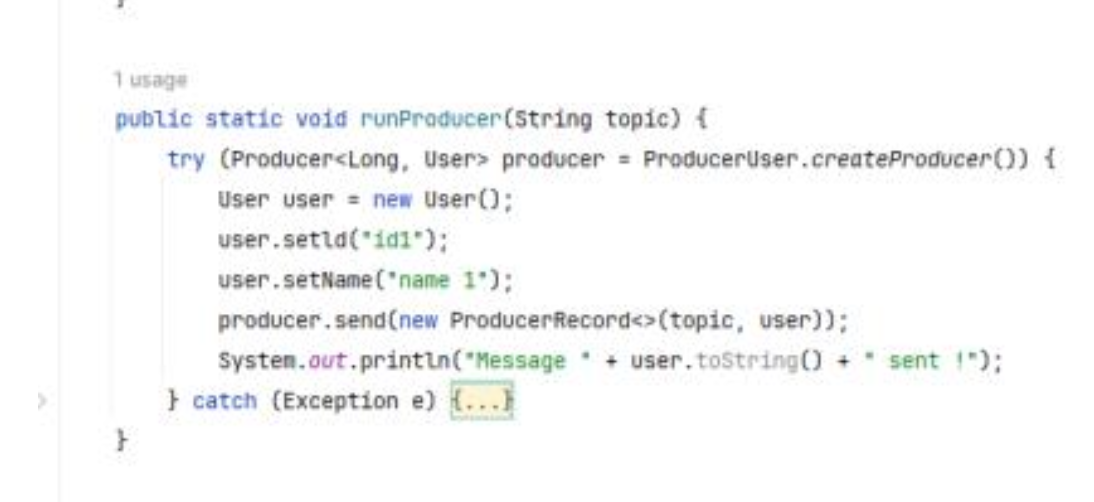 }
1 usage
public static void runProducer(String topic) {
try (Producer<Long, User> producer = ProducerUser.createProducer()) {
User user = new User();
user.setld("id1");
user.setName("name 1");
producer.send(new ProducerRecord<>(topic, user));
System.out.println("Message " + user.toString() + " sent !");
} catch (Exception e) {...}
}